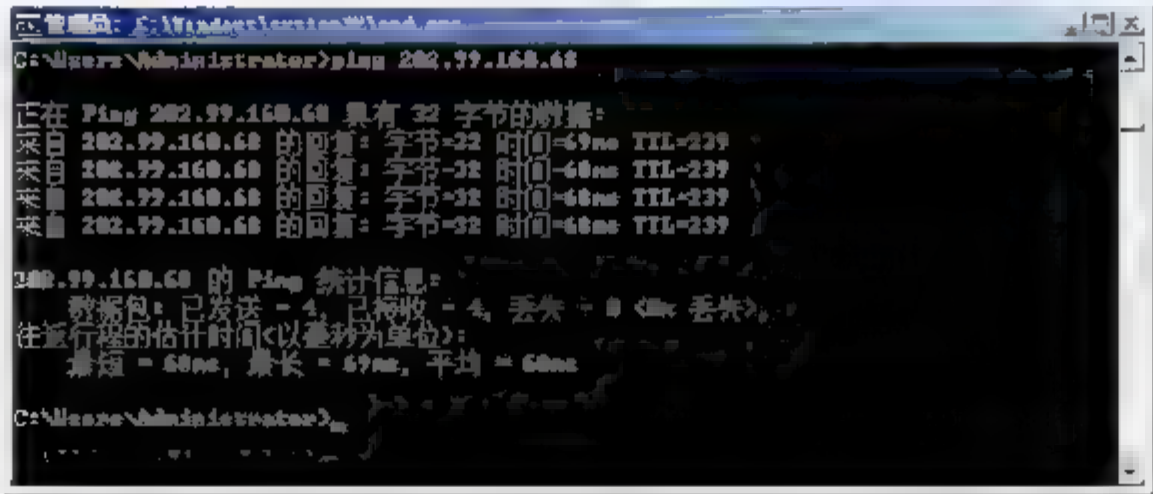 管理员: C:\Windows\system32\cmd.exe
C:\Users\Administrator>ping 202.99.160.68
正在 Ping 202.99.160.68 具有 32 字节的数据:
来自 202.99.160.68 的回复: 字节=32 时间=69ms TTL=239
来自 202.99.160.68 的回复: 字节=32 时间=68ms TTL=239
来自 202.99.160.68 的回复: 字节=32 时间=68ms TTL=239
来自 202.99.160.68 的回复: 字节=32 时间=68ms TTL=239
202.99.160.68 的 Ping 统计信息:
数据包: 已发送 = 4, 已接收 = 4, 丢失 = 0 (0% 丢失),
往返行程的估计时间(以毫秒为单位):
最短 = 68ms, 最长 = 69ms, 平均 = 68ms
C:\Users\Administrator>_